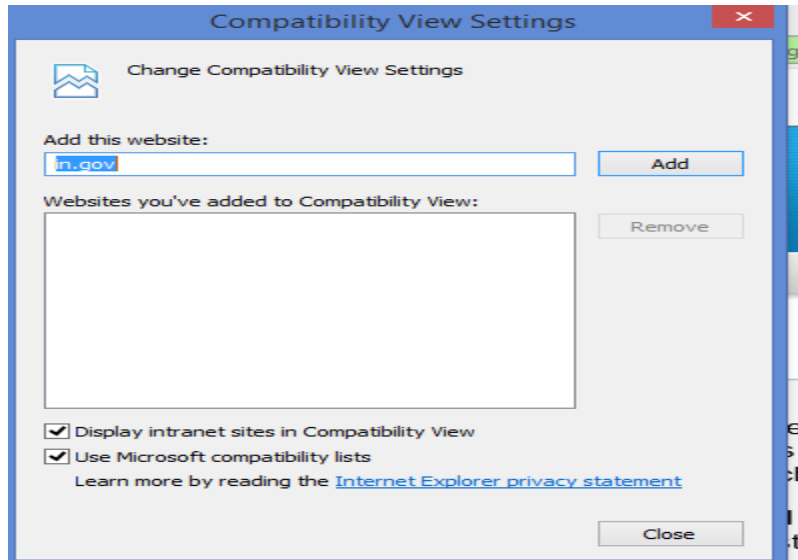 Compatibility View Settings
Change Compatibility View Settings
Add this website:
in.gov
Add
Websites you've added to Compatibility View:
Remove
Display intranet sites in Compatibility View
Use Microsoft compatibility lists
Learn more by reading the Internet Explorer privacy statement
Close